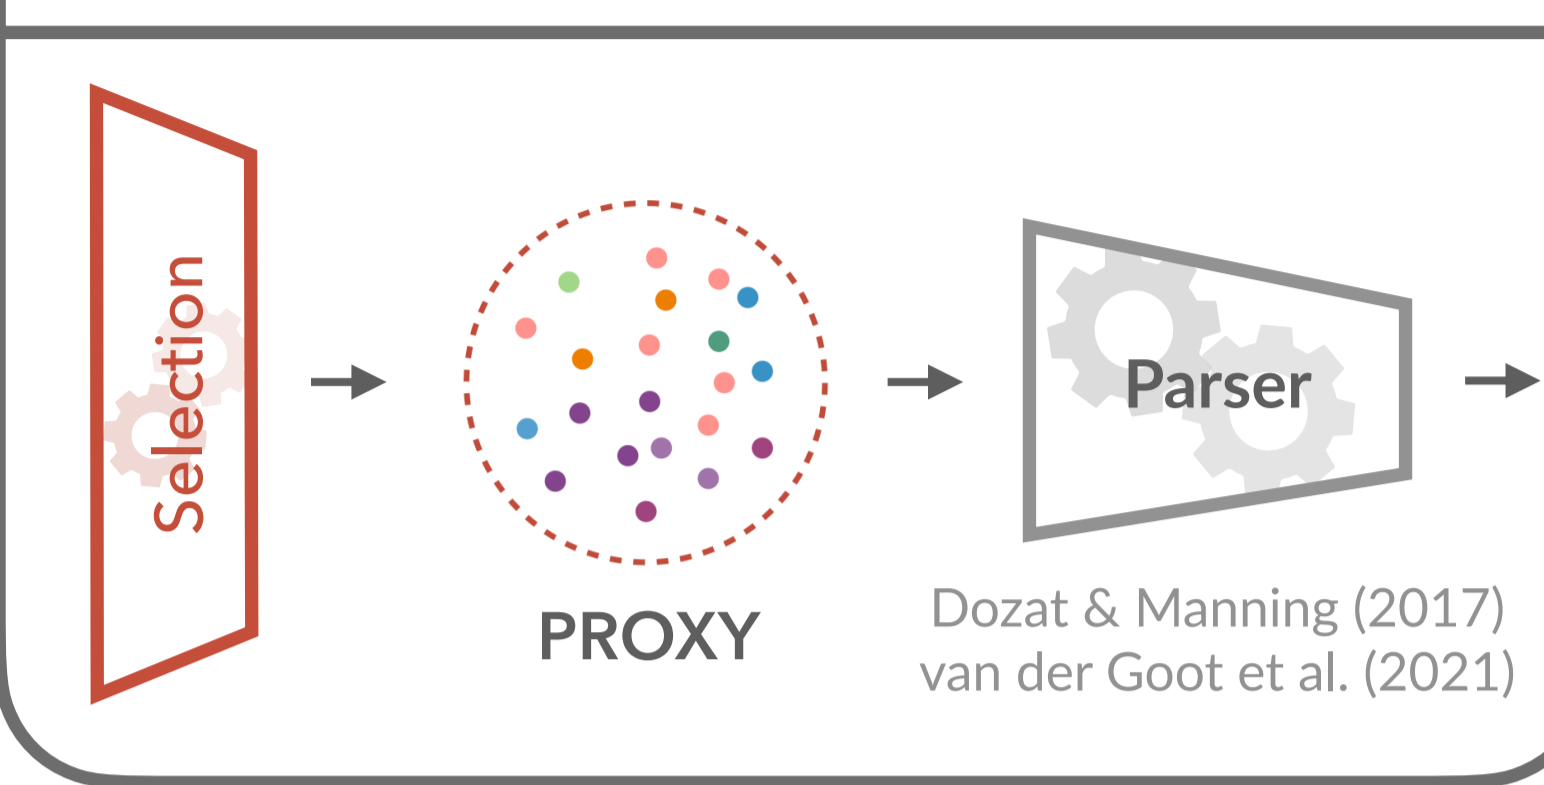 Selection
PROXY
Parser
Dozat & Manning (2017)
van der Goot et al. (2021)